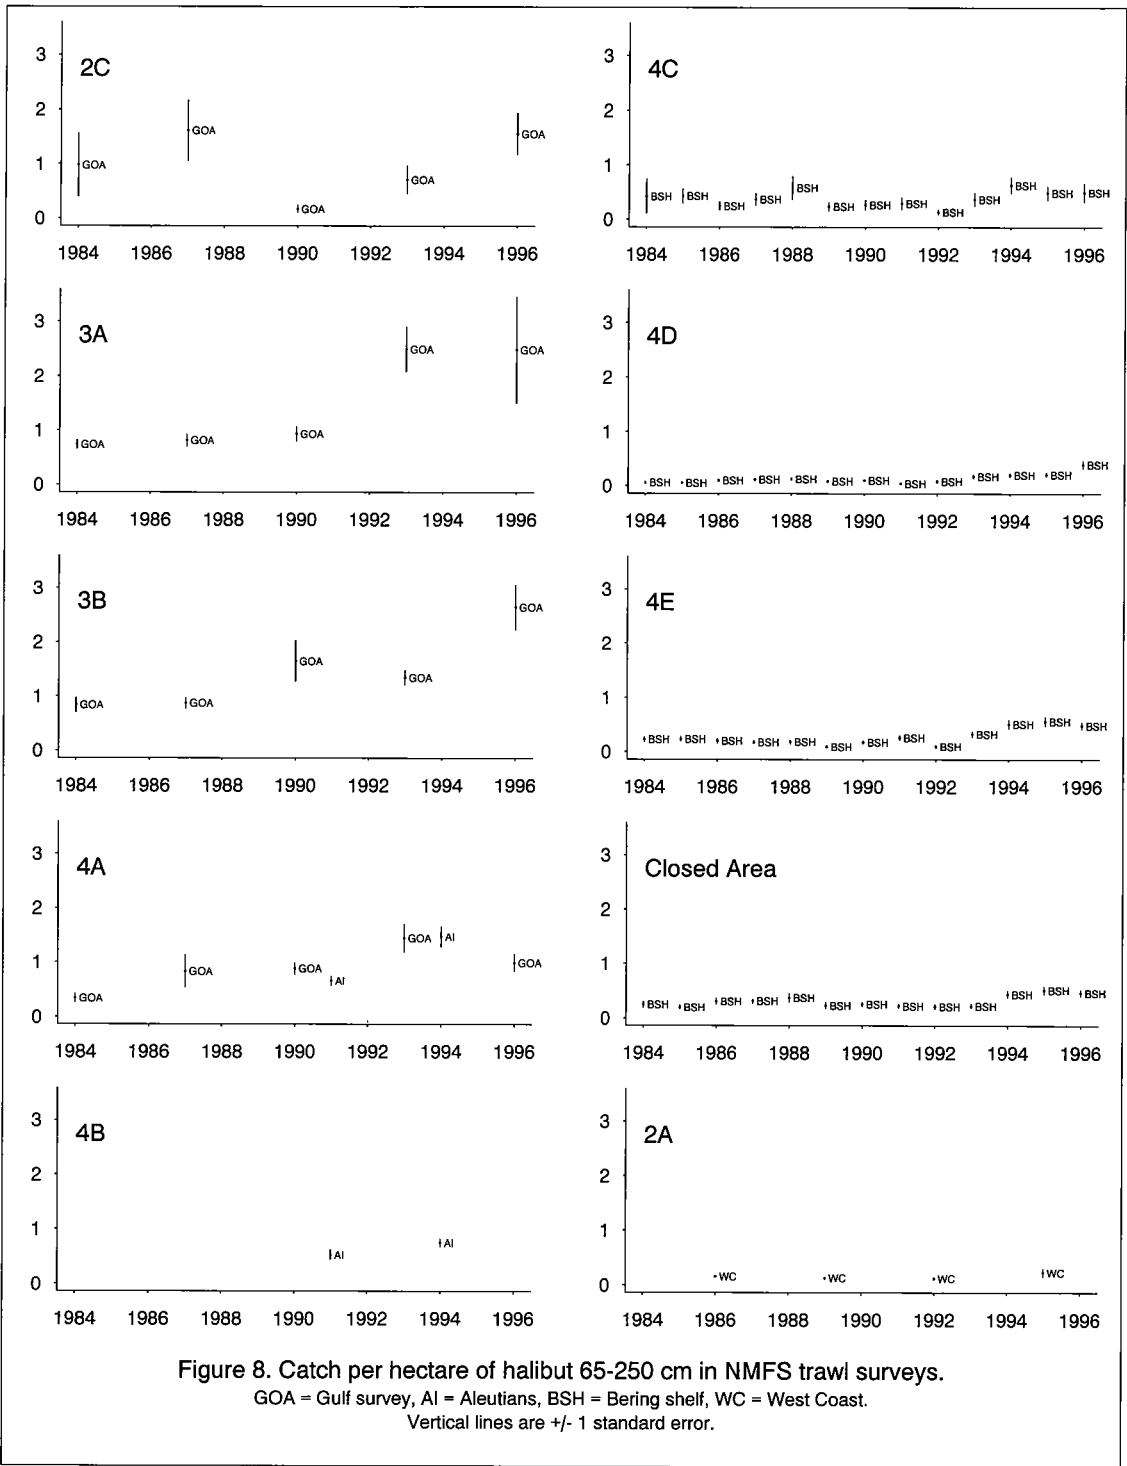 3
2C
2
GOA
GOA
GOA
1
GOA
GOA
0
1984 1986 1988 1990 1992 1994 1996
3
4C
2
1
BSH BSH BSH BSH BSH BSH BSH BSH BSH BSH BSH BSH BSH
0
1984 1986 1988 1990 1992 1994 1996
3
3A
GOA GOA
2
1
GOA GOA GOA
0
1984 1986 1988 1990 1992 1994 1996
3
4D
2
1
BSH BSH BSH BSH BSH BSH BSH BSH BSH BSH BSH BSH BSH
0
1984 1986 1988 1990 1992 1994 1996
3
3B
GOA
2
GOA
GOA
1
GOA GOA
0
1984 1986 1988 1990 1992 1994 1996
3
4E
2
1
BSH BSH BSH BSH BSH BSH BSH BSH BSH BSH BSH BSH BSH
0
1984 1986 1988 1990 1992 1994 1996
3
4A
2
GOA AI
1
GOA GOA GOA AI GOA
0
1984 1986 1988 1990 1992 1994 1996
3
Closed Area
2
1
BSH BSH BSH BSH BSH BSH BSH BSH BSH BSH BSH BSH BSH
0
1984 1986 1988 1990 1992 1994 1996
3
4B
2
1
AI AI
0
1984 1986 1988 1990 1992 1994 1996
3
2A
2
1
WC WC WC WC
0
1984 1986 1988 1990 1992 1994 1996
Figure 8. Catch per hectare of halibut 65-250 cm in NMFS trawl surveys.
GOA = Gulf survey, AI = Aleutians, BSH = Bering shelf, WC = West Coast.
Vertical lines are +/- 1 standard error.